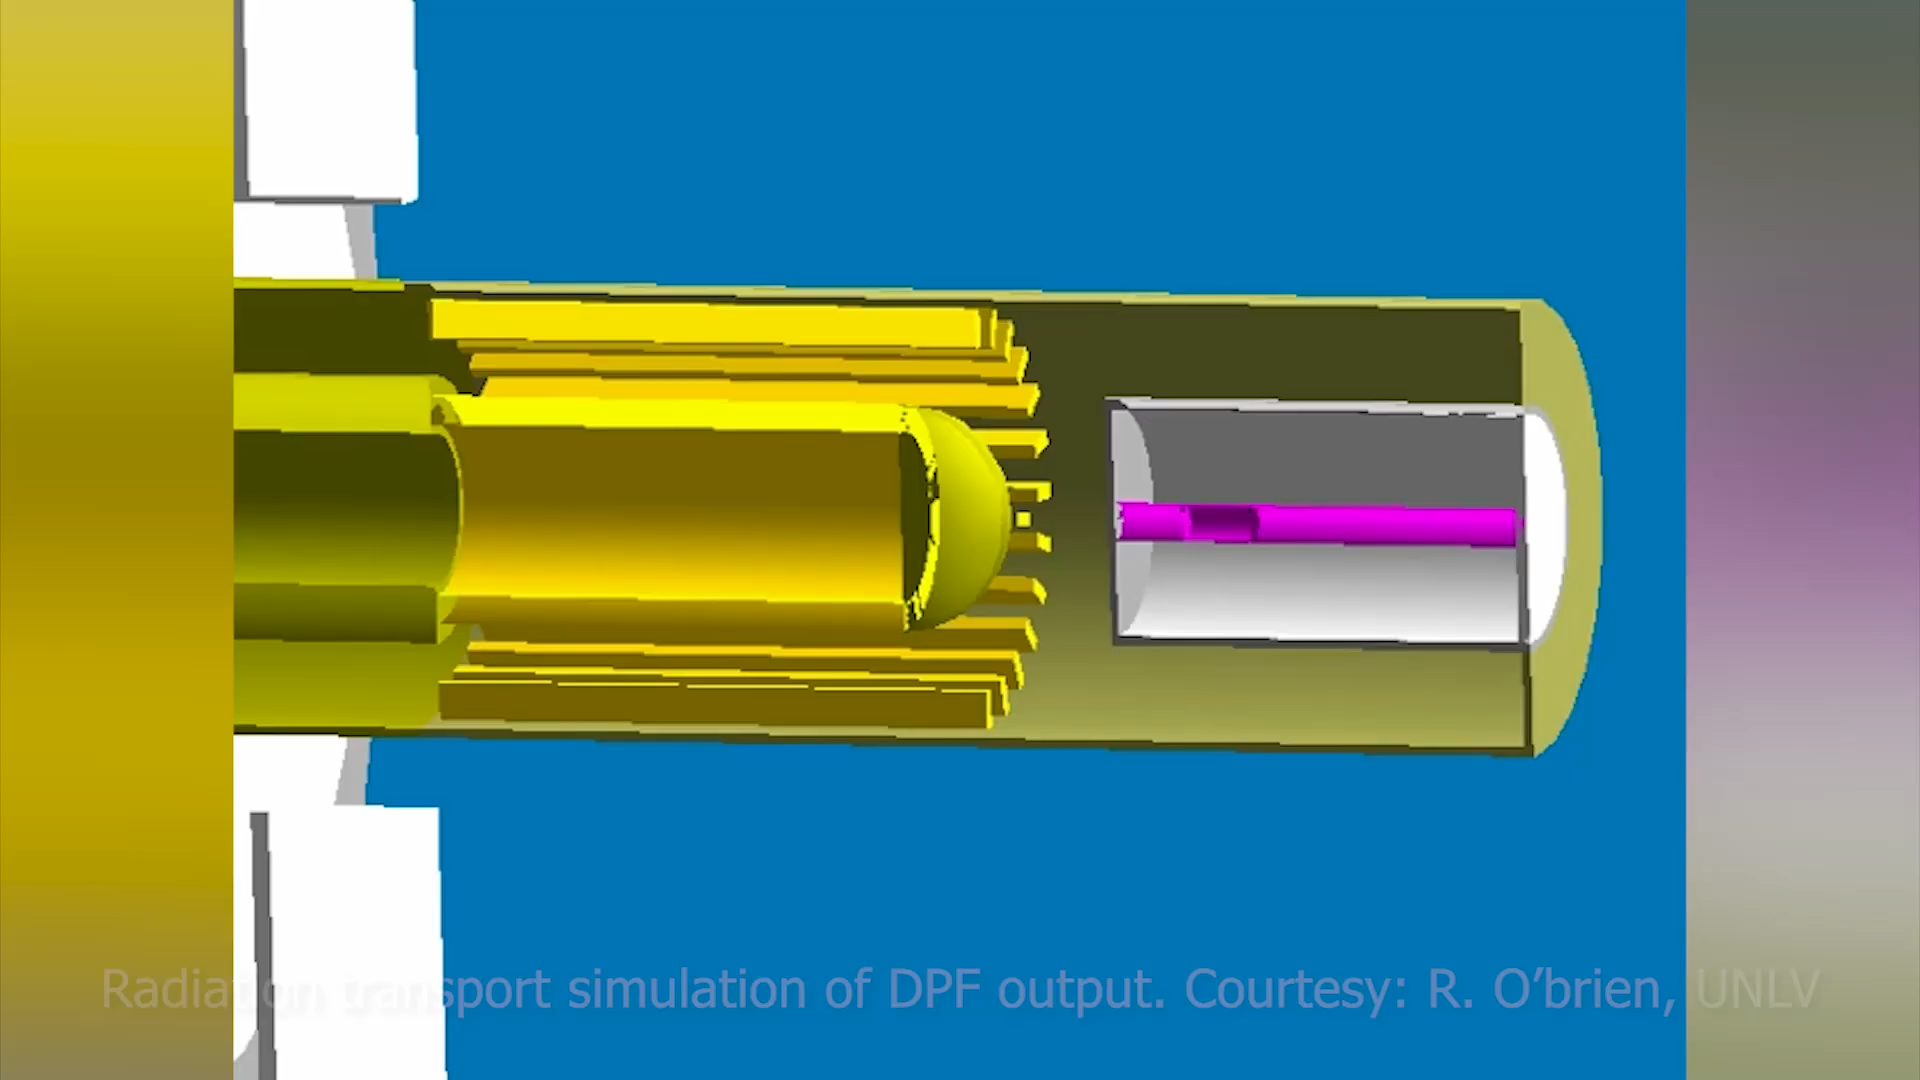 Radiation transport simulation of DPF output. Courtesy: R. O’brien, UNLV